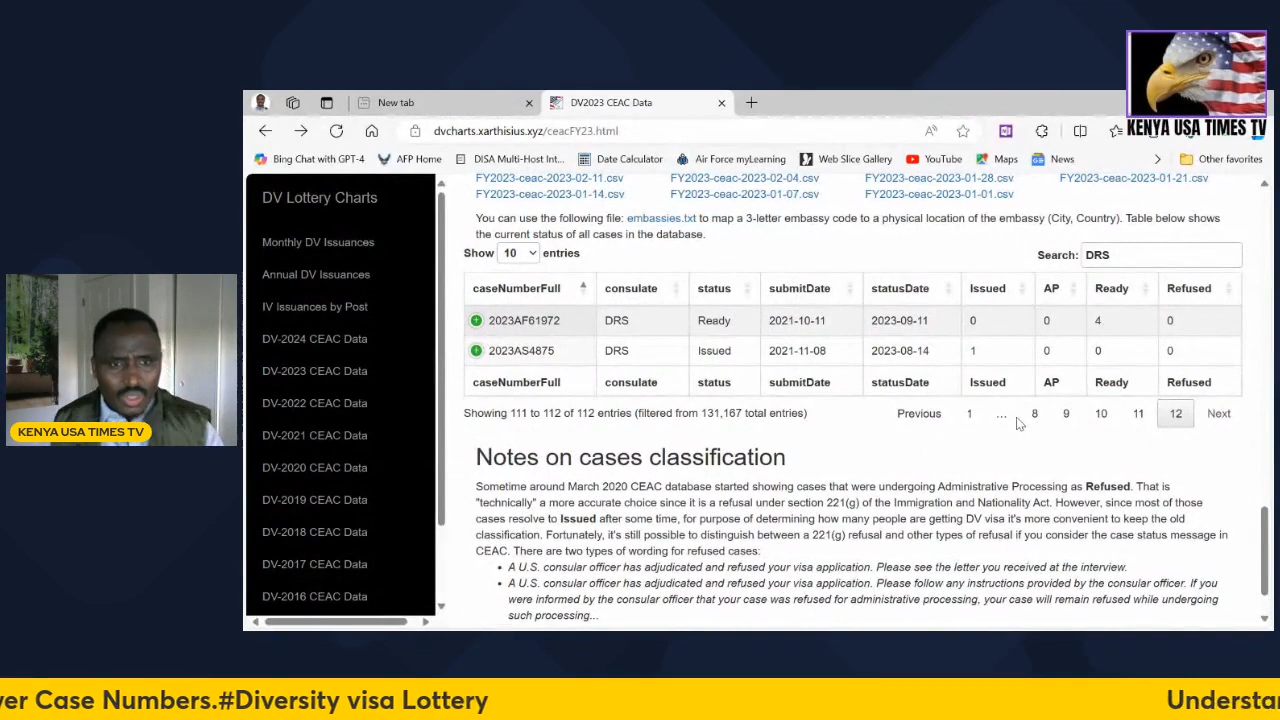 KENYA USA TIMES TV
New tab
DV2023 CEAC Data
dvcharts.xarthisius.xyz/ceacFY23.html
Bing Chat with GPT-4 AFP Home DISA Multi-Host Int... Date Calculator Air Force myLearning Web Slice Gallery YouTube Maps News Other favorites
DV Lottery Charts
Monthly DV Issuances
Annual DV Issuances
IV Issuances by Post
DV-2024 CEAC Data
DV-2023 CEAC Data
DV-2022 CEAC Data
DV-2021 CEAC Data
DV-2020 CEAC Data
DV-2019 CEAC Data
DV-2018 CEAC Data
DV-2017 CEAC Data
DV-2016 CEAC Data
FY2023-ceac-2023-02-11.csv FY2023-ceac-2023-02-04.csv FY2023-ceac-2023-01-28.csv FY2023-ceac-2023-01-21.csv
FY2023-ceac-2023-01-14.csv FY2023-ceac-2023-01-07.csv FY2023-ceac-2023-01-01.csv
You can use the following file: embassies.txt to map a 3-letter embassy code to a physical location of the embassy (City, Country). Table below shows
the current status of all cases in the database.
Show 10 entries Search: DRS
caseNumberFull consulate status submitDate statusDate Issued AP Ready Refused
2023AF61972 DRS Ready 2021-10-11 2023-09-11 0 0 4 0
2023AS4875 DRS Issued 2021-11-08 2023-08-14 1 0 0 0
caseNumberFull consulate status submitDate statusDate Issued AP Ready Refused
Showing 111 to 112 of 112 entries (filtered from 131,167 total entries) Previous 1 ... 8 9 10 11 12 Next
Notes on cases classification
Sometime around March 2020 CEAC database started showing cases that were undergoing Administrative Processing as Refused. That is
"technically" a more accurate choice since it is a refusal under section 221(g) of the Immigration and Nationality Act. However, since most of those
cases resolve to Issued after some time, for purpose of determining how many people are getting DV visa it's more convenient to keep the old
classification. Fortunately, it's still possible to distinguish between a 221(g) refusal and other types of refusal if you consider the case status message in
CEAC. There are two types of wording for refused cases:
• A U.S. consular officer has adjudicated and refused your visa application. Please see the letter you received at the interview.
• A U.S. consular officer has adjudicated and refused your visa application. Please follow any instructions provided by the consular officer. If you
were informed by the consular officer that your case was refused for administrative processing, your case will remain refused while undergoing
such processing...
KENYA USA TIMES TV
ver Case Numbers.#Diversity visa Lottery Understa